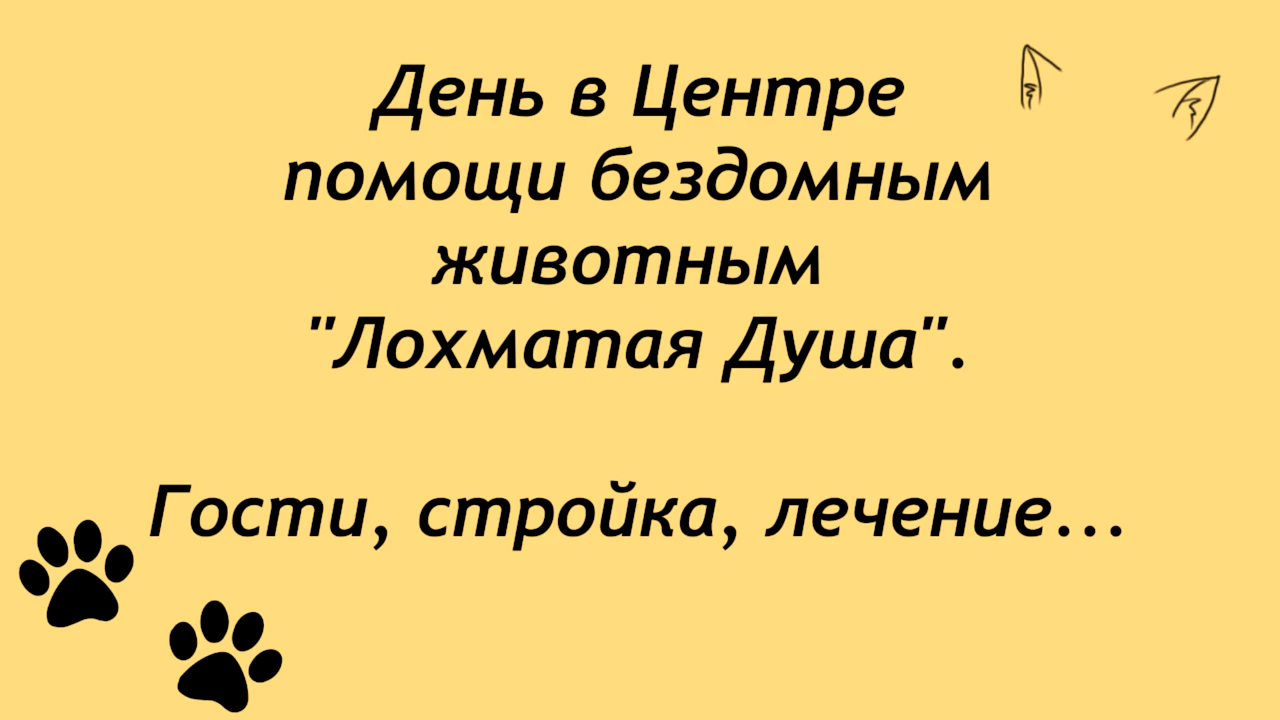 День в Центре
помощи бездомным
животным
"Лохматая Душа".
Гости, стройка, лечение...